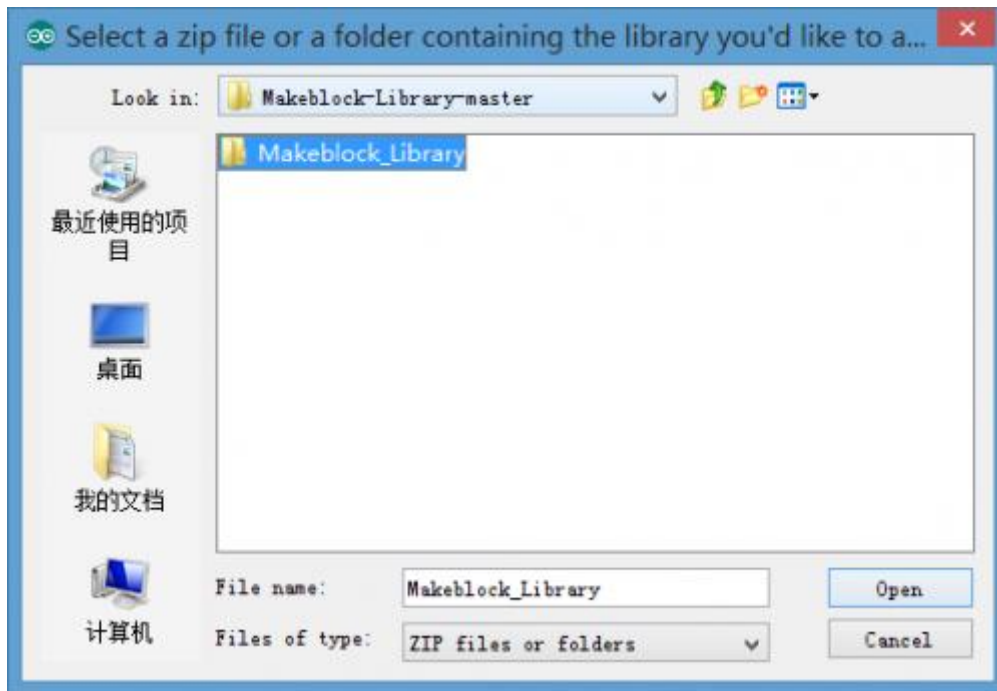 Select a zip file or a folder containing the library you'd like to a...
Look in:
Makeblock-Library-master
Makeblock_Library
最近使用的项
目
桌面
我的文档
计算机
File name:
Makeblock_Library
Open
Files of type:
ZIP files or folders
Cancel